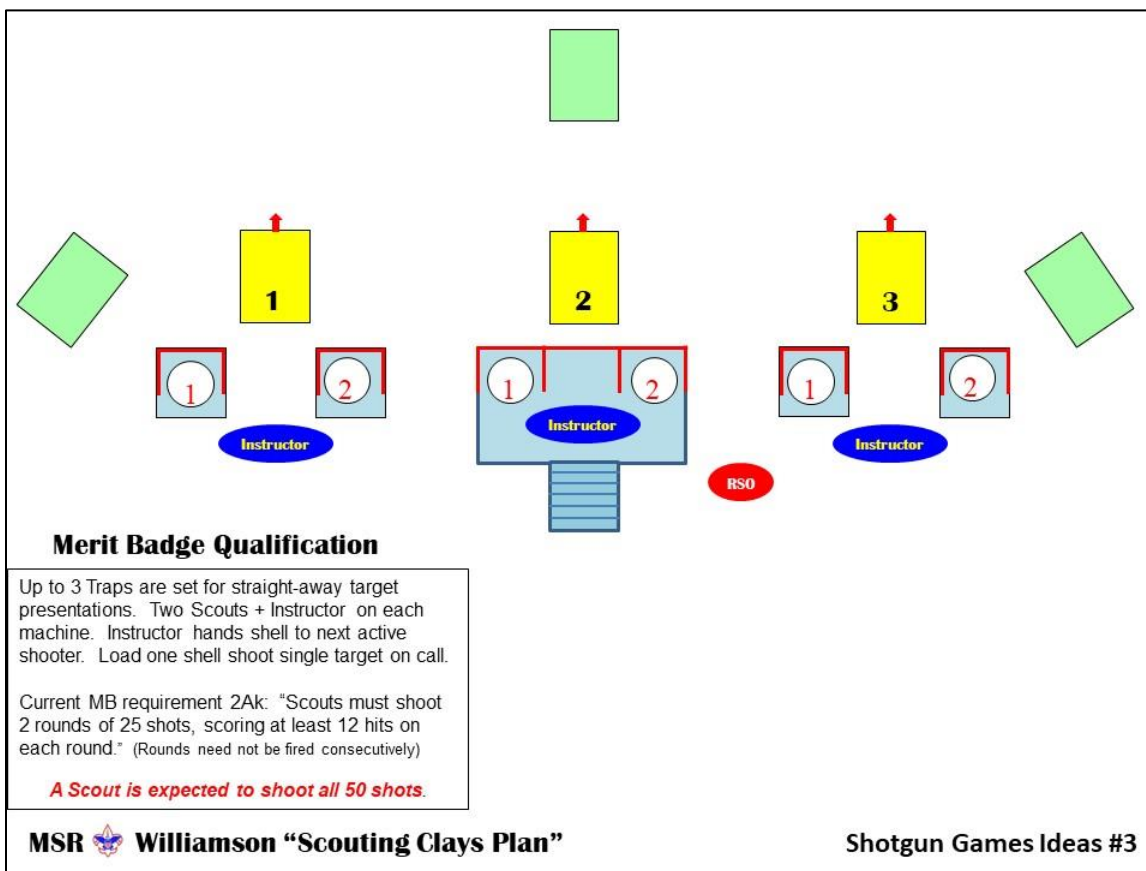 1
2
3
1
2
1
2
1
2
Instructor
Instructor
Instructor
RSO
Merit Badge Qualification
Up to 3 Traps are set for straight-away target
presentations. Two Scouts + Instructor on each
machine. Instructor hands shell to next active
shooter. Load one shell shoot single target on call.
Current MB requirement 2Ak: “Scouts must shoot
2 rounds of 25 shots, scoring at least 12 hits on
each round.” (Rounds need not be fired consecutively)
A Scout is expected to shoot all 50 shots.
MSR Williamson “Scouting Clays Plan”
Shotgun Games Ideas #3